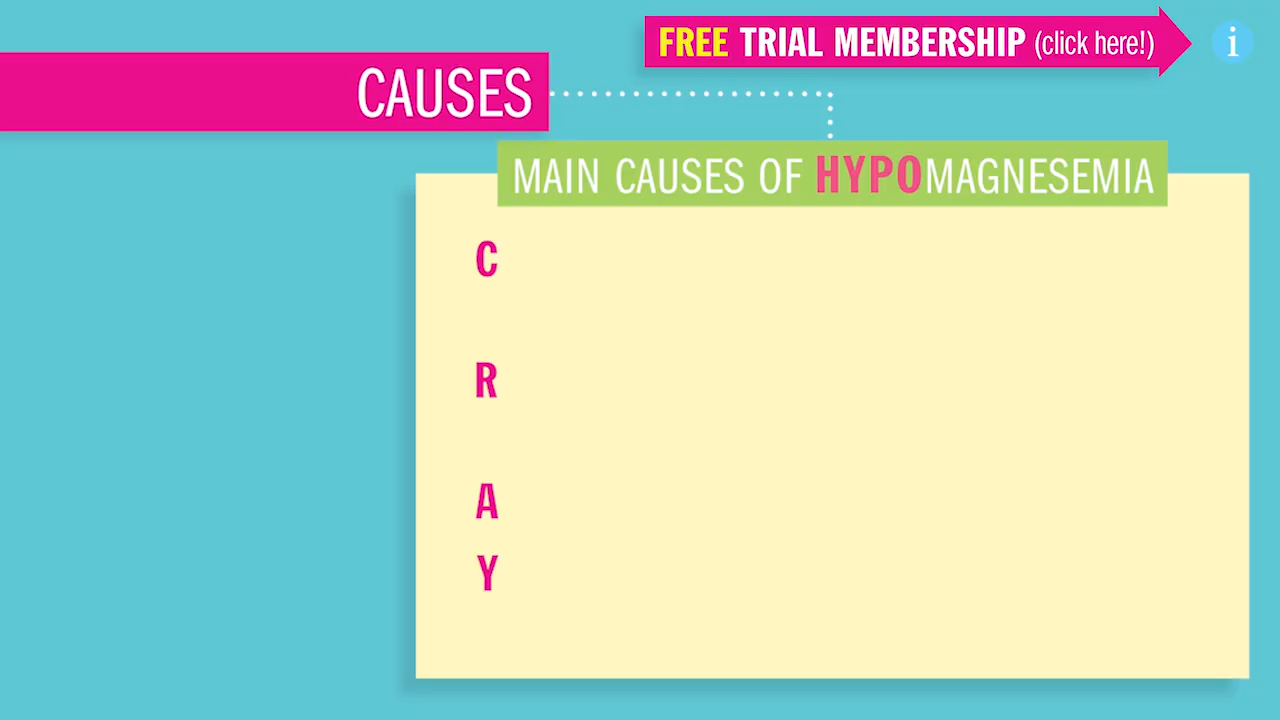 FREE TRIAL MEMBERSHIP (click here!)
i
CAUSES
MAIN CAUSES OF HYPOMAGNESEMIA
C
R
A
Y